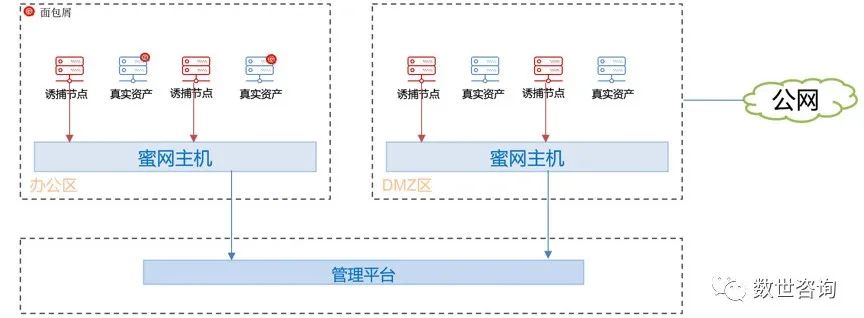 面包屑
诱捕节点 真实资产 诱捕节点 真实资产
蜜网主机
办公区
诱捕节点 真实资产 诱捕节点 真实资产
蜜网主机
DMZ区
公网
管理平台
数世咨询